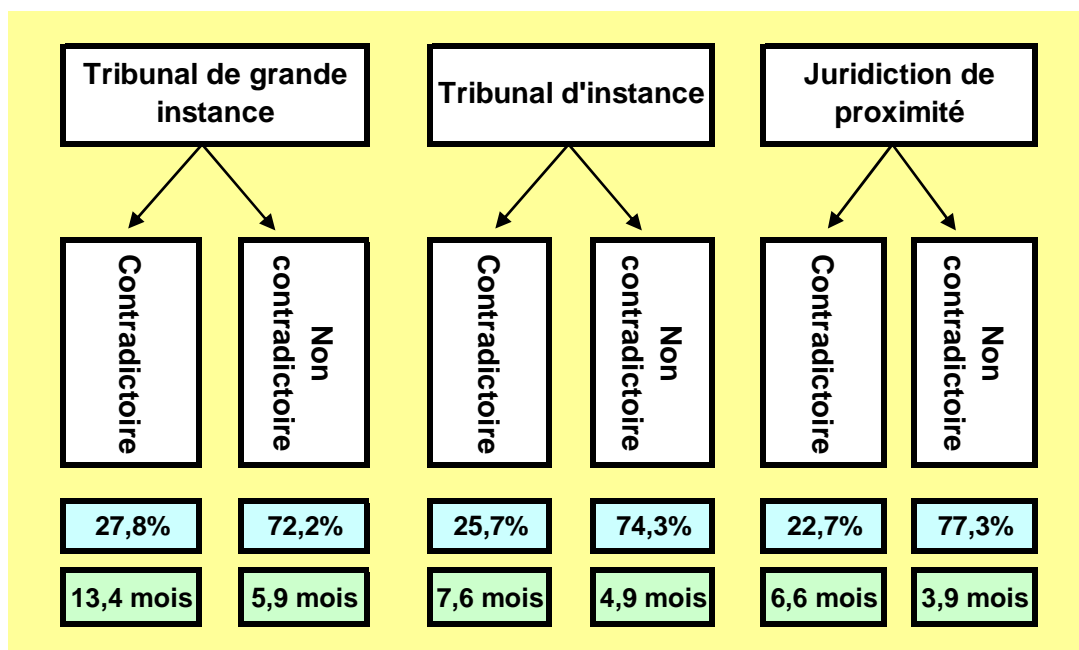 Tribunal de grande
instance
Tribunal d'instance
Juridiction de
proximité
Contradictoire
Non
contradictoire
Contradictoire
Non
contradictoire
Contradictoire
Non
contradictoire
27,8%
72,2%
25,7%
74,3%
22,7%
77,3%
13,4 mois
5,9 mois
7,6 mois
4,9 mois
6,6 mois
3,9 mois